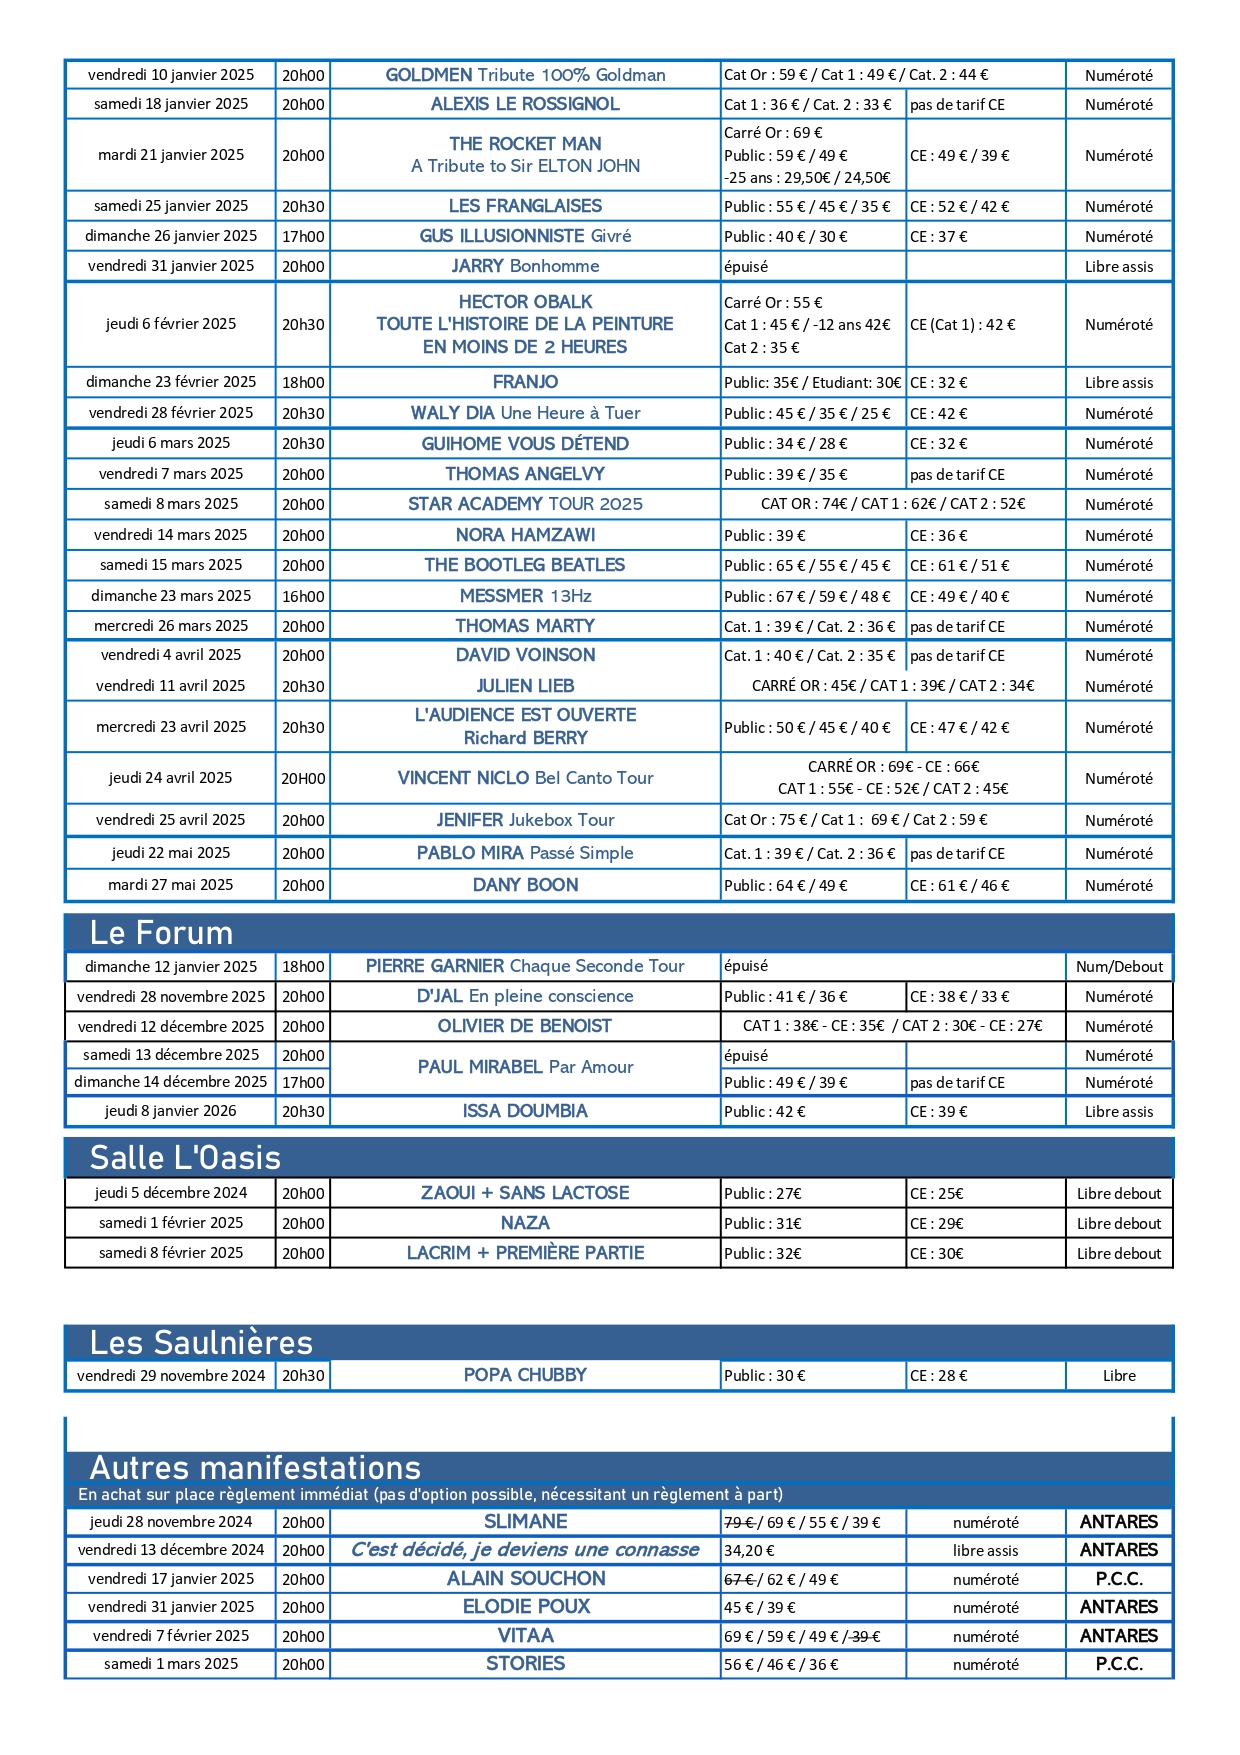 vendredi 10 janvier 2025 20h00 GOLDMEN Tribute 100% Goldman Cat Or : 59 € / Cat 1 : 49 € / Cat. 2 : 44 € Numéroté
samedi 18 janvier 2025 20h00 ALEXIS LE ROSSIGNOL Cat 1 : 36 € / Cat. 2 : 33 € pas de tarif CE Numéroté
mardi 21 janvier 2025 20h00 THE ROCKET MAN
A Tribute to Sir ELTON JOHN
Carré Or : 69 €
Public : 59 € / 49 €
-25 ans : 29,50€ / 24,50€
CE : 49 € / 39 € Numéroté
samedi 25 janvier 2025 20h30 LES FRANGLAISES Public : 55 € / 45 € / 35 € CE : 52 € / 42 € Numéroté
dimanche 26 janvier 2025 17h00 GUS ILLUSIONNISTE Givré Public : 40 € / 30 € CE : 37 € Numéroté
vendredi 31 janvier 2025 20h00 JARRY Bonhomme épuisé Libre assis
jeudi 6 février 2025 20h30 HECTOR OBALK
TOUTE L'HISTOIRE DE LA PEINTURE
EN MOINS DE 2 HEURES
Carré Or : 55 €
Cat 1 : 45 € / -12 ans 42€
Cat 2 : 35 €
CE (Cat 1) : 42 € Numéroté
dimanche 23 février 2025 18h00 FRANJO Public: 35€ / Etudiant: 30€ CE : 32 € Libre assis
vendredi 28 février 2025 20h30 WALY DIA Une Heure à Tuer Public : 45 € / 35 € / 25 € CE : 42 € Numéroté
jeudi 6 mars 2025 20h30 GUIHOME VOUS DÉTEND Public : 34 € / 28 € CE : 32 € Numéroté
vendredi 7 mars 2025 20h00 THOMAS ANGELVY Public : 39 € / 35 € pas de tarif CE Numéroté
samedi 8 mars 2025 20h00 STAR ACADEMY TOUR 2025 CAT OR : 74€ / CAT 1 : 62€ / CAT 2 : 52€ Numéroté
vendredi 14 mars 2025 20h00 NORA HAMZAWI Public : 39 € CE : 36 € Numéroté
samedi 15 mars 2025 20h00 THE BOOTLEG BEATLES Public : 65 € / 55 € / 45 € CE : 61 € / 51 € Numéroté
dimanche 23 mars 2025 16h00 MESSMER 13Hz Public : 67 € / 59 € / 48 € CE : 49 € / 40 € Numéroté
mercredi 26 mars 2025 20h00 THOMAS MARTY Cat. 1 : 39 € / Cat. 2 : 36 € pas de tarif CE Numéroté
vendredi 4 avril 2025 20h00 DAVID VOINSON Cat. 1 : 40 € / Cat. 2 : 35 € pas de tarif CE Numéroté
vendredi 11 avril 2025 20h30 JULIEN LIEB CARRÉ OR : 45€ / CAT 1 : 39€ / CAT 2 : 34€ Numéroté
mercredi 23 avril 2025 20h30 L'AUDIENCE EST OUVERTE
Richard BERRY
Public : 50 € / 45 € / 40 € CE : 47 € / 42 € Numéroté
jeudi 24 avril 2025 20H00 VINCENT NICLO Bel Canto Tour CARRÉ OR : 69€ - CE : 66€
CAT 1 : 55€ - CE : 52€ / CAT 2 : 45€
Numéroté
vendredi 25 avril 2025 20h00 JENIFER Jukebox Tour Cat Or : 75 € / Cat 1 : 69 € / Cat 2 : 59 € Numéroté
jeudi 22 mai 2025 20h00 PABLO MIRA Passé Simple Cat. 1 : 39 € / Cat. 2 : 36 € pas de tarif CE Numéroté
mardi 27 mai 2025 20h00 DANY BOON Public : 64 € / 49 € CE : 61 € / 46 € Numéroté
Le Forum
dimanche 12 janvier 2025 18h00 PIERRE GARNIER Chaque Seconde Tour épuisé Num/Debout
vendredi 28 novembre 2025 20h00 D'JAL En pleine conscience Public : 41 € / 36 € CE : 38 € / 33 € Numéroté
vendredi 12 décembre 2025 20h00 OLIVIER DE BENOIST CAT 1 : 38€ - CE : 35€ / CAT 2 : 30€ - CE : 27€ Numéroté
samedi 13 décembre 2025 20h00 épuisé Numéroté
PAUL MIRABEL Par Amour
dimanche 14 décembre 2025 17h00 Public : 49 € / 39 € pas de tarif CE Numéroté
jeudi 8 janvier 2026 20h30 ISSA DOUMBIA Public : 42 € CE : 39 € Libre assis
Salle L'Oasis
jeudi 5 décembre 2024 20h00 ZAOUI + SANS LACTOSE Public : 27€ CE : 25€ Libre debout
samedi 1 février 2025 20h00 NAZA Public : 31€ CE : 29€ Libre debout
samedi 8 février 2025 20h00 LACRIM + PREMIÈRE PARTIE Public : 32€ CE : 30€ Libre debout
Les Saulnières
vendredi 29 novembre 2024 20h30 POPA CHUBBY Public : 30 € CE : 28 € Libre
Autres manifestations
En achat sur place règlement immédiat (pas d'option possible, nécessitant un règlement à part)
jeudi 28 novembre 2024 20h00 SLIMANE 79 € / 69 € / 55 € / 39 € numéroté ANTARES
vendredi 13 décembre 2024 20h00 C'est décidé, je deviens une connasse 34,20 € libre assis ANTARES
vendredi 17 janvier 2025 20h00 ALAIN SOUCHON 67 € / 62 € / 49 € numéroté P.C.C.
vendredi 31 janvier 2025 20h00 ELODIE POUX 45 € / 39 € numéroté ANTARES
vendredi 7 février 2025 20h00 VITAA 69 € / 59 € / 49 € / 39 € numéroté ANTARES
samedi 1 mars 2025 20h00 STORIES 56 € / 46 € / 36 € numéroté P.C.C.